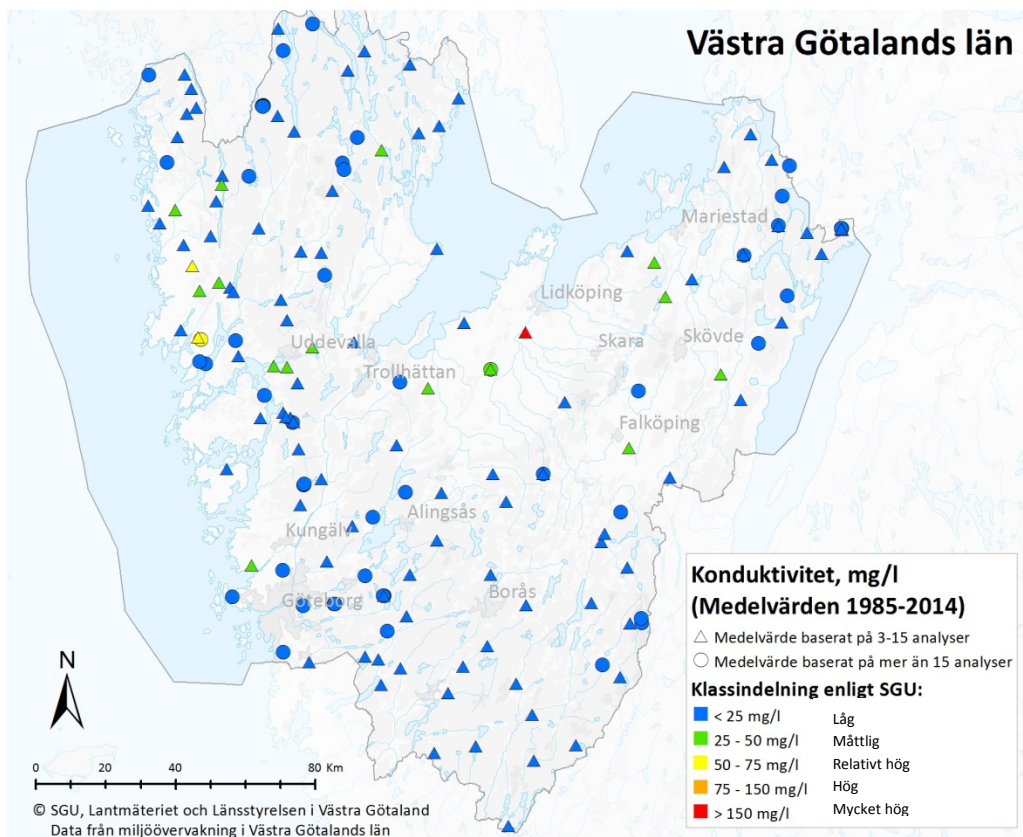 Västra Götalands län
Mariestad
Lidköping
Uddevalla
Skara
Skövde
Trollhättan
Falköping
Alingsås
Kungälv
Borås
Göteborg
N
0 20 40 80 Km
© SGU, Lantmäteriet och Länsstyrelsen i Västra Götaland
Data från miljöövervakning i Västra Götalands län
Konduktivitet, mg/l
(Medelvärden 1985-2014)
Medelvärde baserat på 3-15 analyser
Medelvärde baserat på mer än 15 analyser
Klassindelning enligt SGU:
< 25 mg/l Låg
25 - 50 mg/l Måttlig
50 - 75 mg/l Relativt hög
75 - 150 mg/l Hög
> 150 mg/l Mycket hög